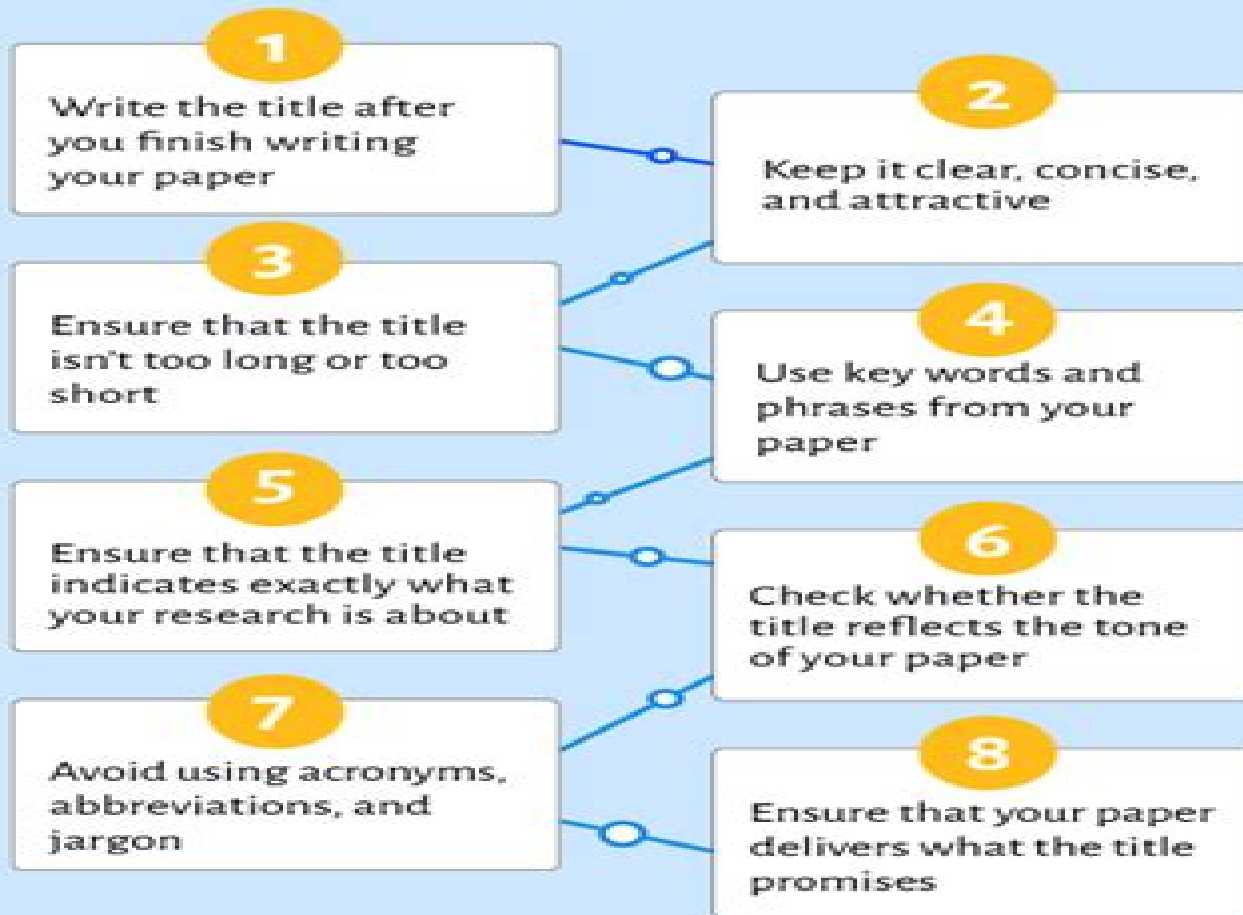 1
Write the title after
you finish writing
your paper
2
Keep it clear, concise,
and attractive
3
Ensure that the title
isn't too long or too
short
4
Use key words and
phrases from your
paper
5
Ensure that the title
indicates exactly what
your research is about
6
Check whether the
title reflects the tone
of your paper
7
Avoid using acronyms,
abbreviations, and
jargon
8
Ensure that your paper
delivers what the title
promises